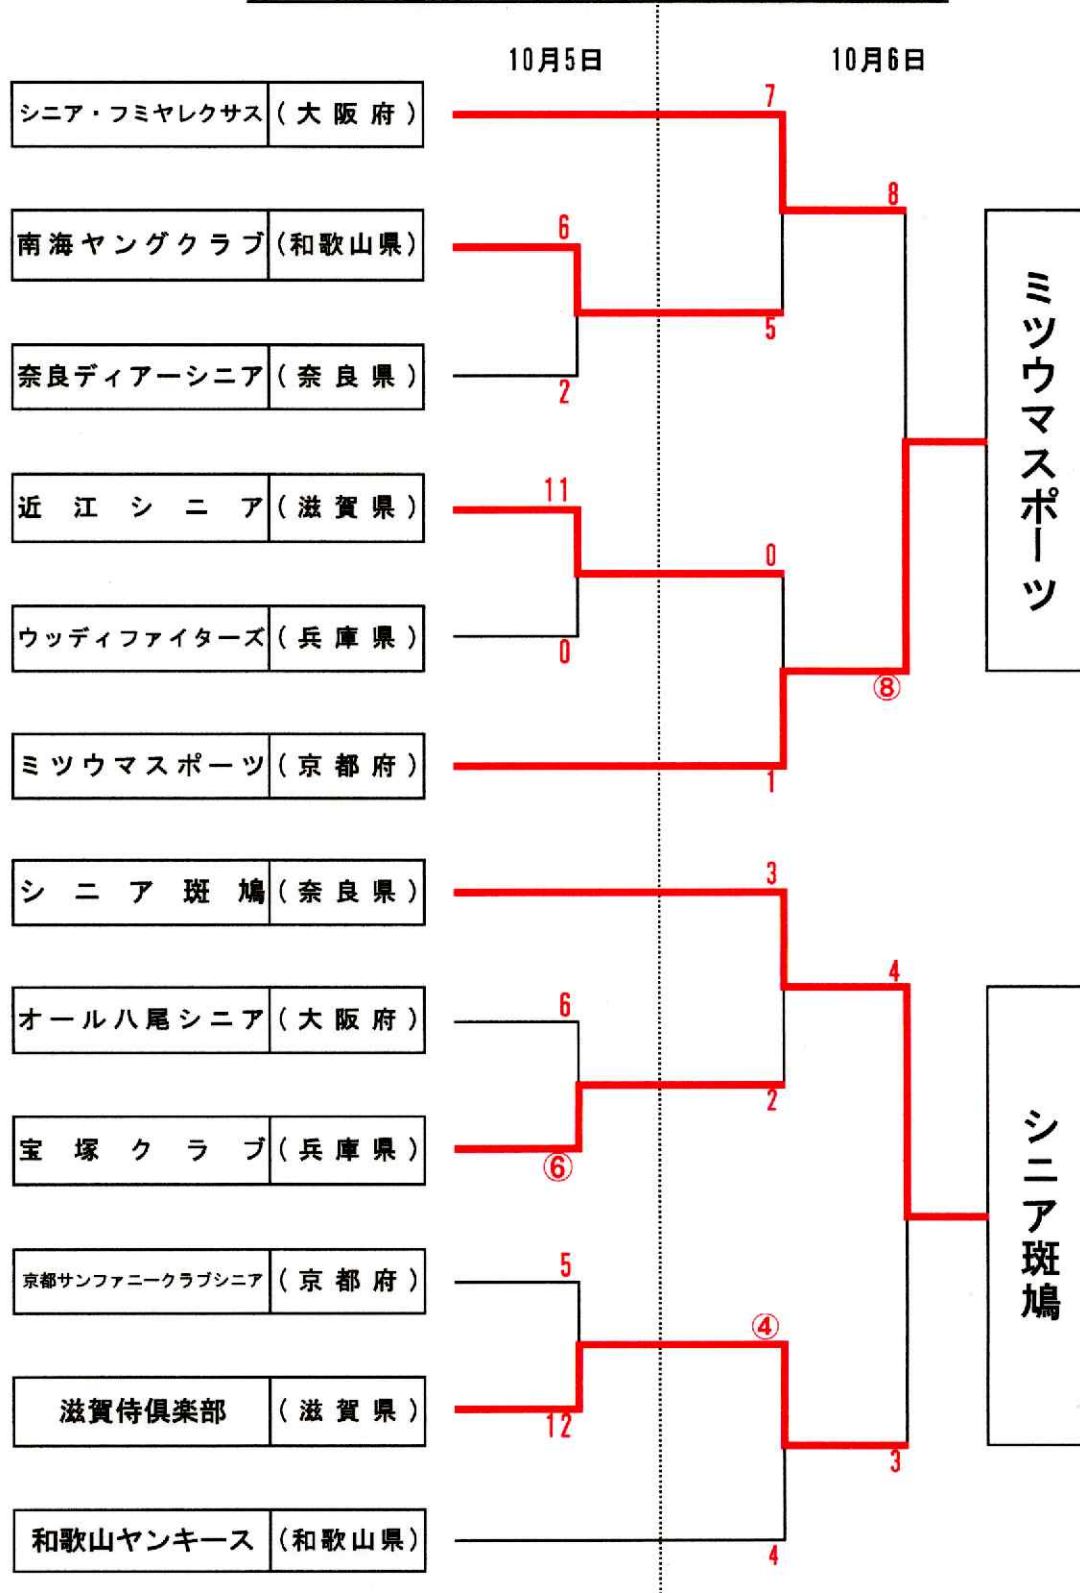 10月5日
10月6日
7
シニア・フミヤレクサス (大阪府)
8
6
南海ヤングクラブ (和歌山県)
5
奈良ディアーシニア (奈良県)
2
ミツウマスポーツ
11
近江シニア (滋賀県)
0
ウッディファイターズ (兵庫県)
0
⑧
ミツウマスポーツ (京都府)
1
3
シニア斑鳩 (奈良県)
4
6
オール八尾シニア (大阪府)
2
宝塚クラブ (兵庫県)
⑥
シニア斑鳩
5
京都サンファニークラブシニア (京都府)
④
滋賀侍倶楽部 (滋賀県)
12
3
和歌山ヤンキース (和歌山県)
4